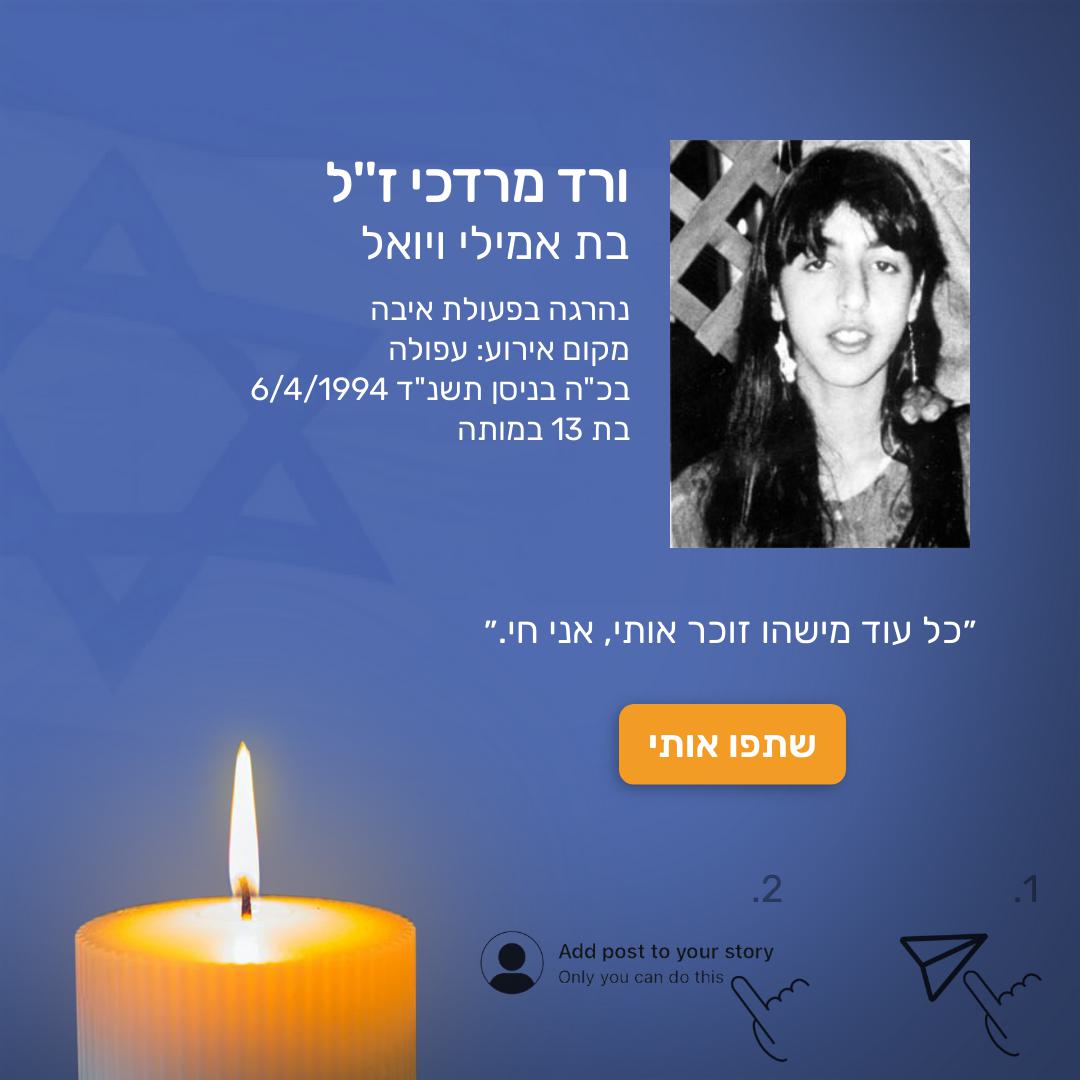 ורד מרדכי ז"ל
בת אמילי ויואל
נהרגה בפעולת איבה
מקום אירוע: עפולה
בכ"ה בניסן תשנ"ד 6/4/1994
בת 13 במותה
״כל עוד מישהו זוכר אותי, אני חי.״
שתפו אותי
1.
2.
Add post to your story
Only you can do this